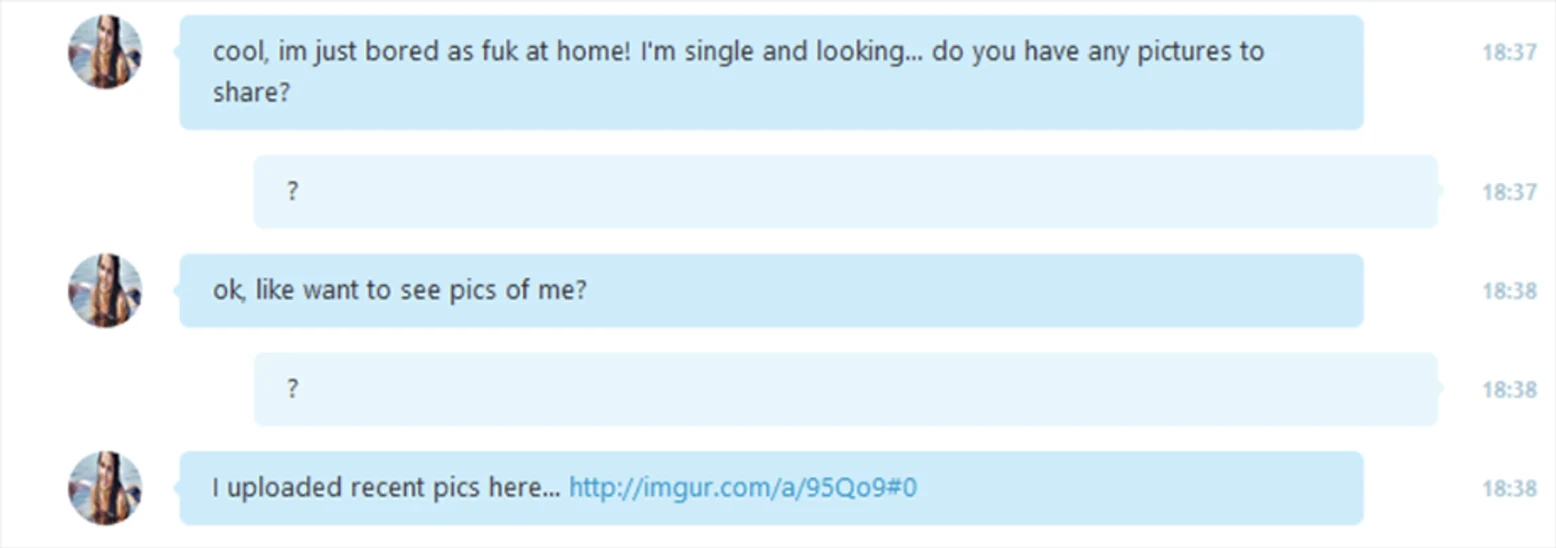 cool, im just bored as fuk at home! I'm single and looking... do you have any pictures to
share?
18:37
?
18:37
ok, like want to see pics of me?
18:38
?
18:38
I uploaded recent pics here... http://imgur.com/a/95Qo9#0
18:38